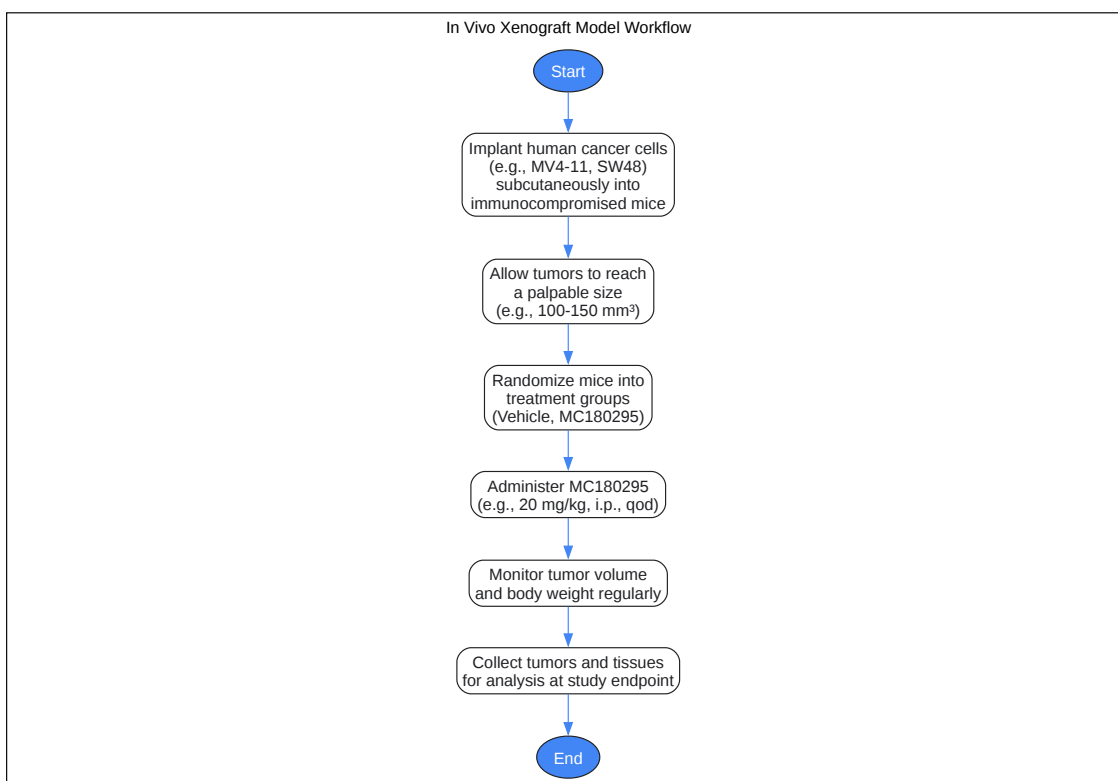 In Vivo Xenograft Model Workflow
Start
Implant human cancer cells
(e.g., MV4-11, SW48)
subcutaneously into
immunocompromised mice
Allow tumors to reach
a palpable size
(e.g., 100-150 mm³)
Randomize mice into
treatment groups
(Vehicle, MC180295)
Administer MC180295
(e.g., 20 mg/kg, i.p., qod)
Monitor tumor volume
and body weight regularly
Collect tumors and tissues
for analysis at study endpoint
End